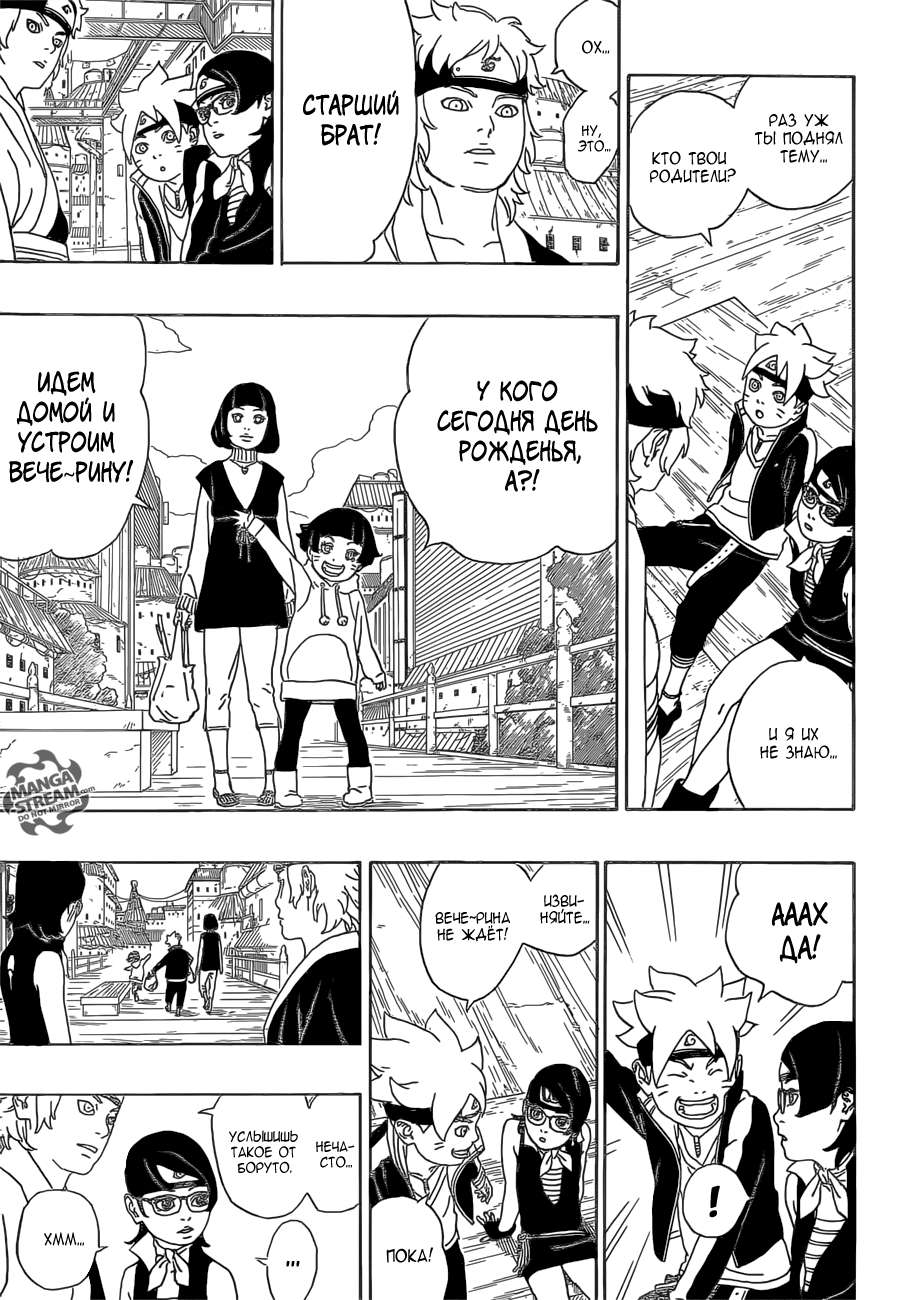 РАЗ УЖ
ТЫ ПОДНЯЛ
ТЕМУ...
КТО ТВОИ
РОДИТЕЛИ?
И Я ИХ
НЕ ЗНАЮ...
ОХ...
НУ,
ЭТО...
СТАРШИЙ
БРАТ!
У КОГО
СЕГОДНЯ ДЕНЬ
РОЖДЕНЬЯ,
А?!
ИДЕМ
ДОМОЙ И
УСТРОИМ
ВЕЧЕ~РИНУ!
MANGA
STREAM.com
DO NOT MIRROR
АААХ
ДА!
!
ИЗВИ-
НЯЙТЕ...
ВЕЧЕ~РИНА
НЕ ЖДЁТ!
ПОКА!
НЕЧА-
СТО...
УСЛЫШИШЬ
ТАКОЕ ОТ
БОРУТО.
...
ХММ...